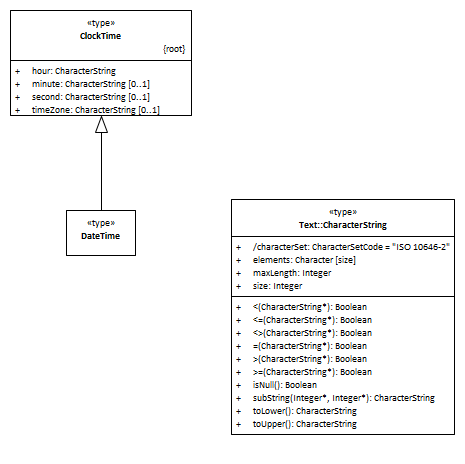 «type»
ClockTime
{root}
+ hour: CharacterString
+ minute: CharacterString [0..1]
+ second: CharacterString [0..1]
+ timeZone: CharacterString [0..1]
«type»
DateTime
«type»
Text::CharacterString
+ /characterSet: CharacterSetCode = "ISO 10646-2"
+ elements: Character [size]
+ maxLength: Integer
+ size: Integer
+ <(CharacterString*): Boolean
+ <=(CharacterString*): Boolean
+ <>(CharacterString*): Boolean
+ =(CharacterString*): Boolean
+ >(CharacterString*): Boolean
+ >=(CharacterString*): Boolean
+ isNull(): Boolean
+ subString(Integer*, Integer*): CharacterString
+ toLower(): CharacterString
+ toUpper(): CharacterString